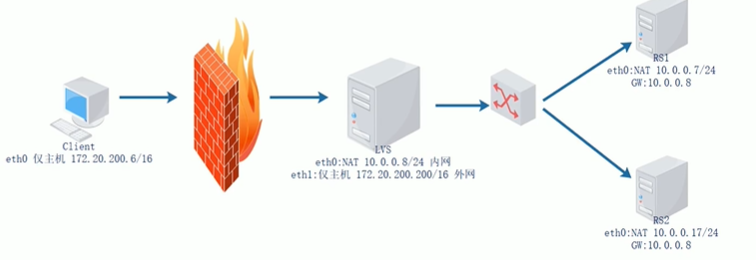 Client
eth0 仅主机 172.20.200.6/16
LVS
eth0:NAT 10.0.0.8/24 内网
eth1:仅主机 172.20.200.200/16 外网
RS1
eth0:NAT 10.0.0.7/24
GW:10.0.0.8
RS2
eth0:NAT 10.0.0.17/24
GW:10.0.0.8